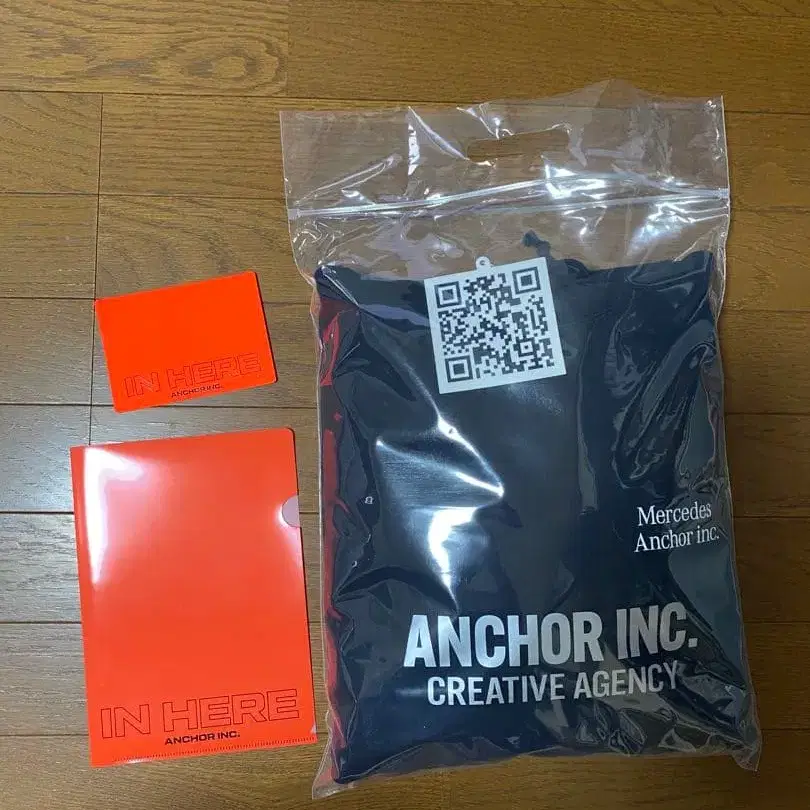 IN HERE
ANCHOR INC.
IN HERE
ANCHOR INC.
Mercedes
Anchor inc.
ANCHOR INC.
CREATIVE AGENCY